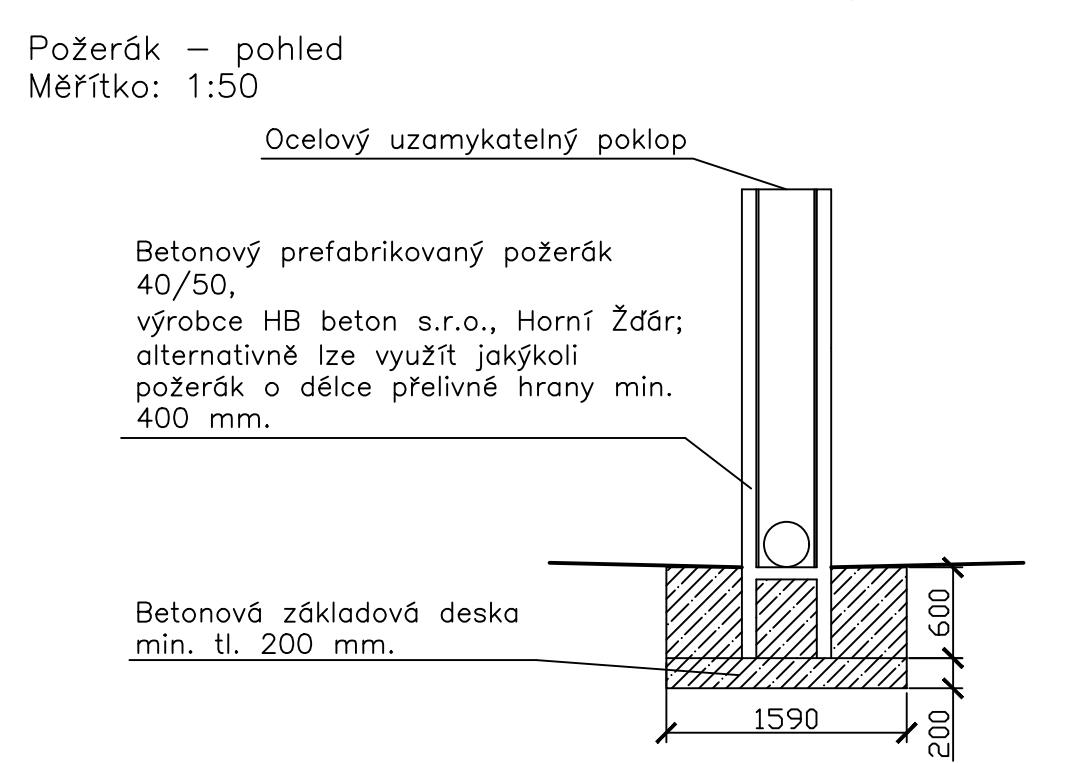 Požerák – pohled
Měřítko: 1:50
Ocelový uzamykatelný poklop
Betonový prefabrikovaný požerák
40/50,
výrobce HB beton s.r.o., Horní Žďár;
alternativně lze využít jakýkoli
požerák o délce přelivné hrany min.
400 mm.
Betonová základová deska
min. tl. 200 mm.
600
1590
200